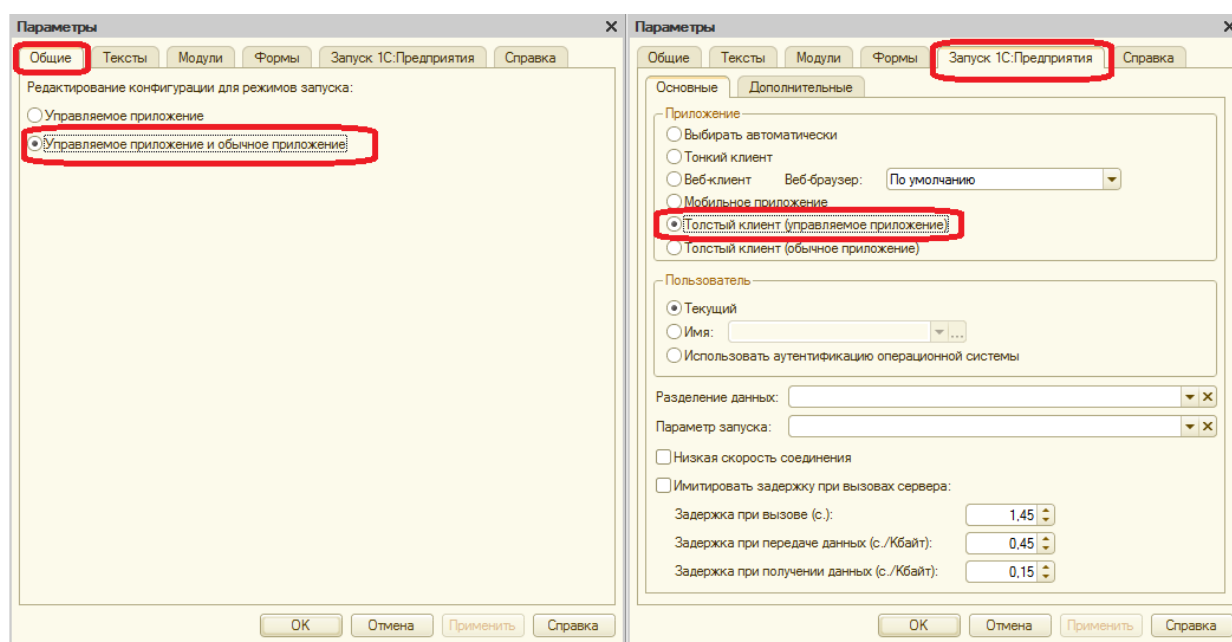 Параметры
Общие Тексты Модули Формы Запуск 1С:Предприятия Справка
Редактирование конфигурации для режимов запуска:
Управляемое приложение
Управляемое приложение и обычное приложение
OK Отмена Применить Справка
Параметры
Общие Тексты Модули Формы Запуск 1С:Предприятия Справка
Основные Дополнительные
Приложение
Выбирать автоматически
Тонкий клиент
Веб-клиент Веб-браузер: По умолчанию
Мобильное приложение
Толстый клиент (управляемое приложение)
Толстый клиент (обычное приложение)
Пользователь
Текущий
Имя:
Использовать аутентификацию операционной системы
Разделение данных:
Параметр запуска:
Низкая скорость соединения
Имитировать задержку при вызовах сервера:
Задержка при вызове (с.): 1,45
Задержка при передаче данных (с./Кбайт): 0,45
Задержка при получении данных (с./Кбайт): 0,15
OK Отмена Применить Справка